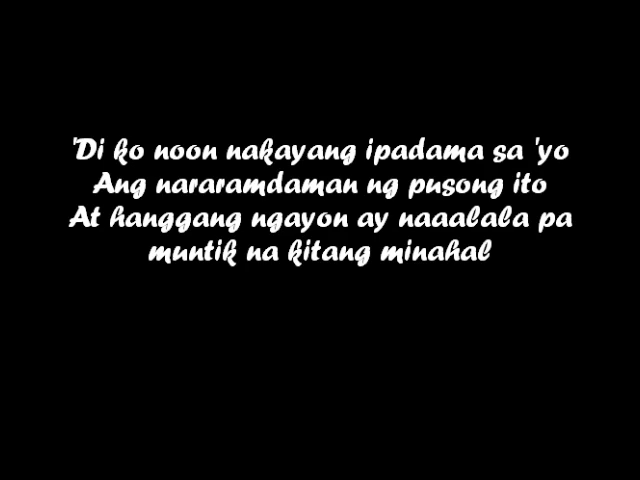 'Di ko noon nakayang ipadama sa 'yo
Ang nararamdaman ng pusong ito
At hanggang ngayon ay naaalala pa
muntik na kitang minahal